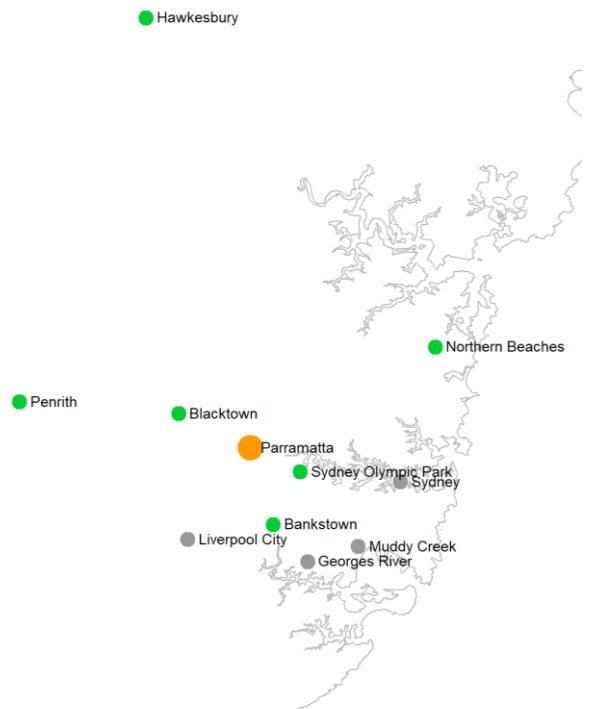 Hawkesbury
Northern Beaches
Penrith
Blacktown
Parramatta
Sydney Olympic Park
Sydney
Bankstown
Liverpool City
Muddy Creek
Georges River